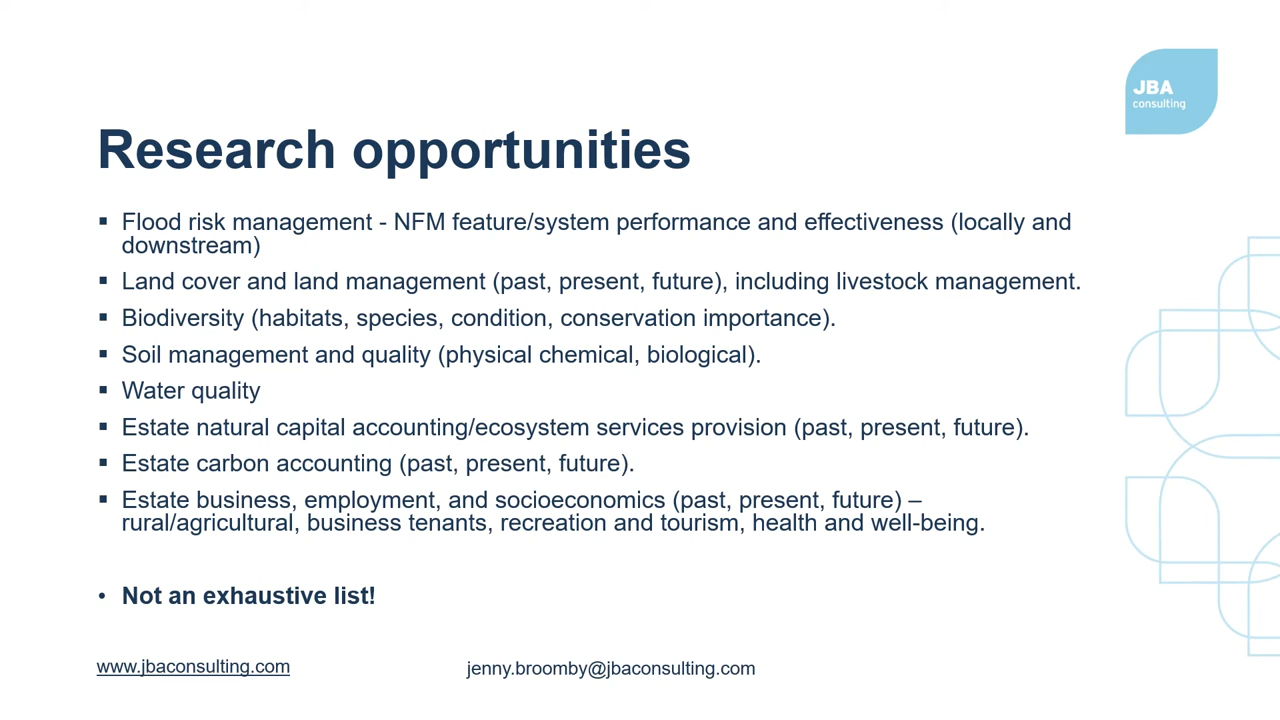 JBA
consulting
Research opportunities
▪ Flood risk management - NFM feature/system performance and effectiveness (locally and
downstream)
▪ Land cover and land management (past, present, future), including livestock management.
▪ Biodiversity (habitats, species, condition, conservation importance).
▪ Soil management and quality (physical chemical, biological).
▪ Water quality
▪ Estate natural capital accounting/ecosystem services provision (past, present, future).
▪ Estate carbon accounting (past, present, future).
▪ Estate business, employment, and socioeconomics (past, present, future) –
rural/agricultural, business tenants, recreation and tourism, health and well-being.
• Not an exhaustive list!
www.jbaconsulting.com
jenny.broomby@jbaconsulting.com